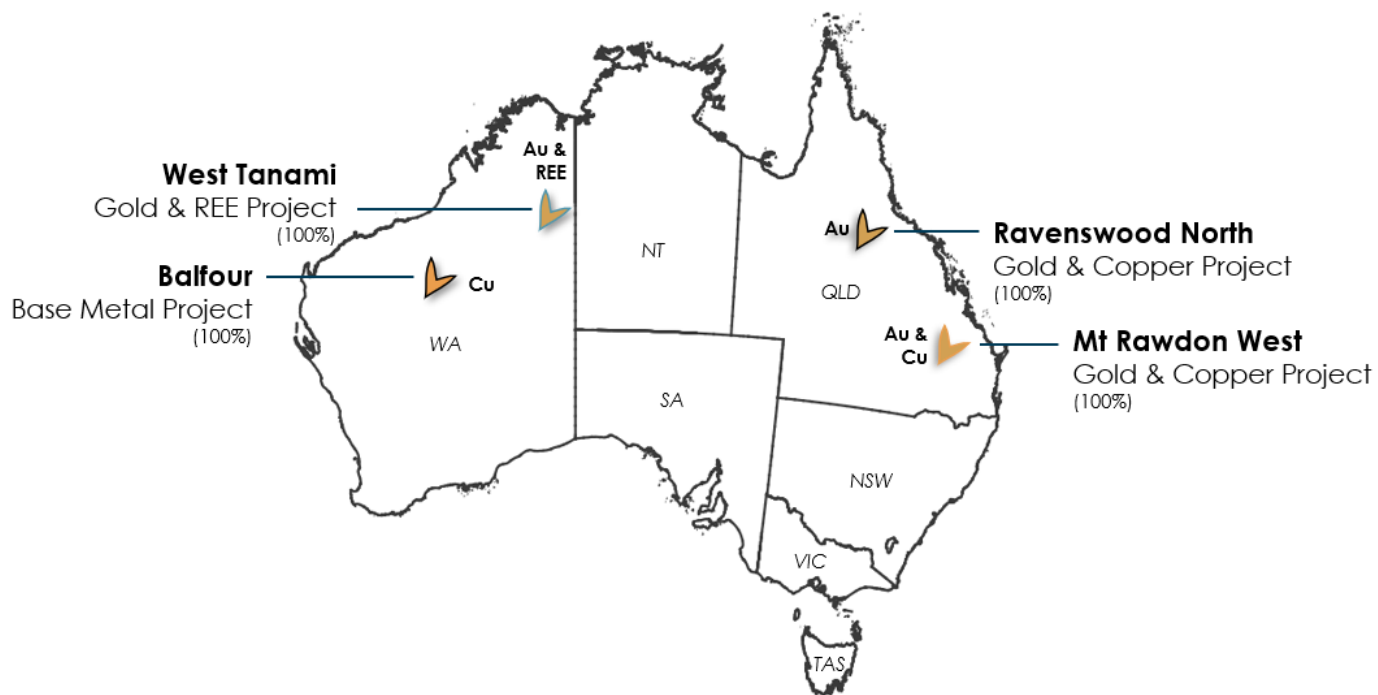 West Tanami
Gold & REE Project
(100%)
Au &
REE
Balfour
Base Metal Project
(100%)
Cu
WA
NT
SA
QLD
NSW
VIC
TAS
Au
Ravenswood North
Gold & Copper Project
(100%)
Au &
Cu
Mt Rawdon West
Gold & Copper Project
(100%)